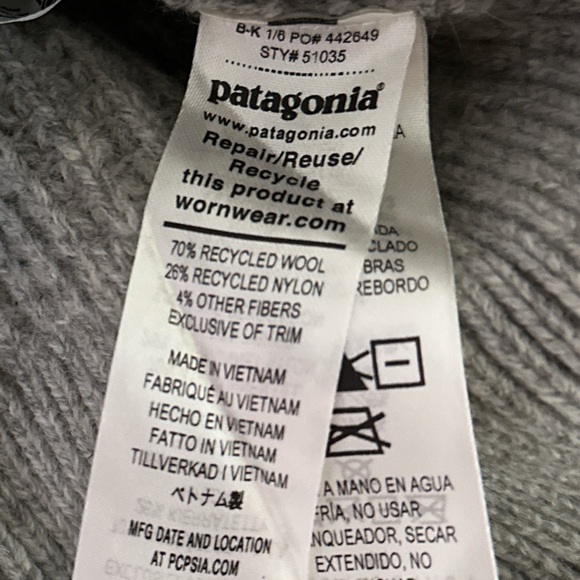 B-K 1/6 PO# 442649
STY# 51035
patagonia®
www.patagonia.com
Repair/Reuse/
Recycle
this product at
wornwear.com
70% RECYCLED WOOL
26% RECYCLED NYLON
4% OTHER FIBERS
EXCLUSIVE OF TRIM
MADE IN VIETNAM
FABRIQUÉ AU VIETNAM
HECHO EN VIETNAM
FATTO IN VIETNAM
TILLVERKAD I VIETNAM
ベトナム製
MFG DATE AND LOCATION
AT PCPSIA.COM
A MANO EN AGUA
FRÍA, NO USAR
NQUEADOR, SECAR
EXTENDIDO, NO